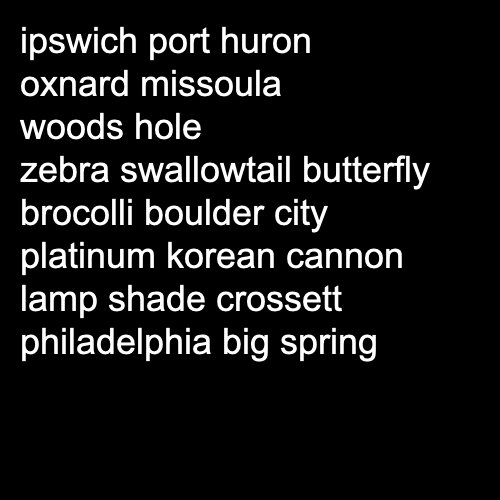 ipswich port huron
oxnard missoula
woods hole
zebra swallowtail butterfly
brocolli boulder city
platinum korean cannon
lamp shade crossett
philadelphia big spring